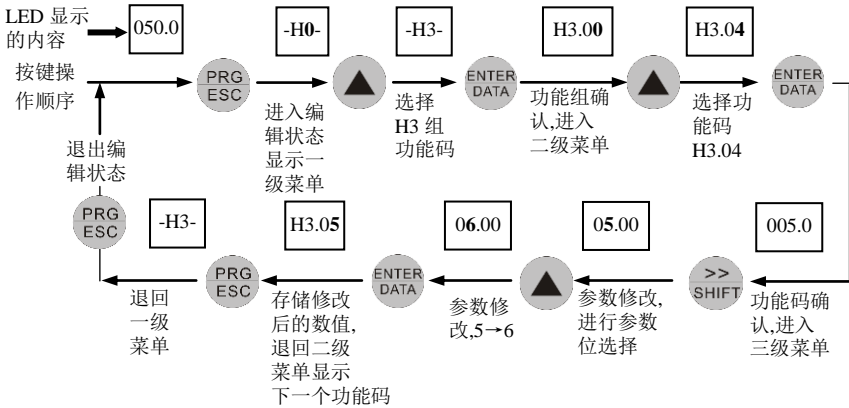 LED 显示
的内容
050.0
-H0-
-H3-
H3.00
H3.04
按键操
作顺序
PRG
ESC
进入编
辑状态
显示一
级菜单
▲
选择
H3 组
功能码
ENTER
DATA
功能组确
认,进入
二级菜单
▲
选择功
能码
H3.04
ENTER
DATA
005.0
功能码确
认,进入
三级菜单
>>
SHIFT
05.00
参数修改,
进行参数
位选择
▲
06.00
参数修
改,5→6
ENTER
DATA
H3.05
存储修改
后的数值,
退回二级
菜单显示
下一个功能码
PRG
ESC
-H3-
退回
一级
菜单
PRG
ESC
退出编
辑状态